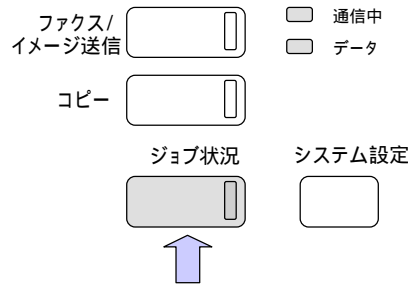 ファクス/
イメージ送信
通信中
データ
コピー
ジョブ状況
システム設定